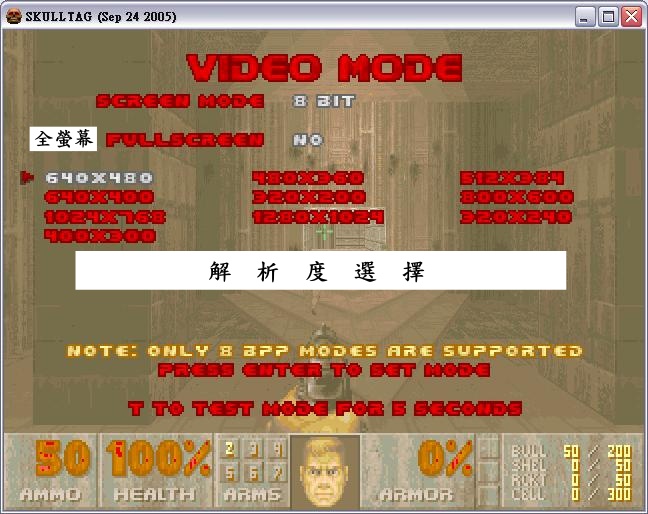 SKULLTAG (Sep 24 2005)
VIDEO MODE
SCREEN MODE 8 BIT
全螢幕 FULLSCREEN NO
640X480 480X360 512X384
640X400 320X200 800X600
1024X768 1280X1024 320X240
400X300
解析度選擇
NOTE: ONLY 8 BPP MODES ARE SUPPORTED
PRESS ENTER TO SET MODE
T TO TEST MODE FOR 5 SECONDS
50 100% 2 3 4 0% BULL 50 / 200
5 6 7 SHEL 0 / 50
RCKT 0 / 50
AMMO HEALTH ARMS ARMOR CELL 0 / 300